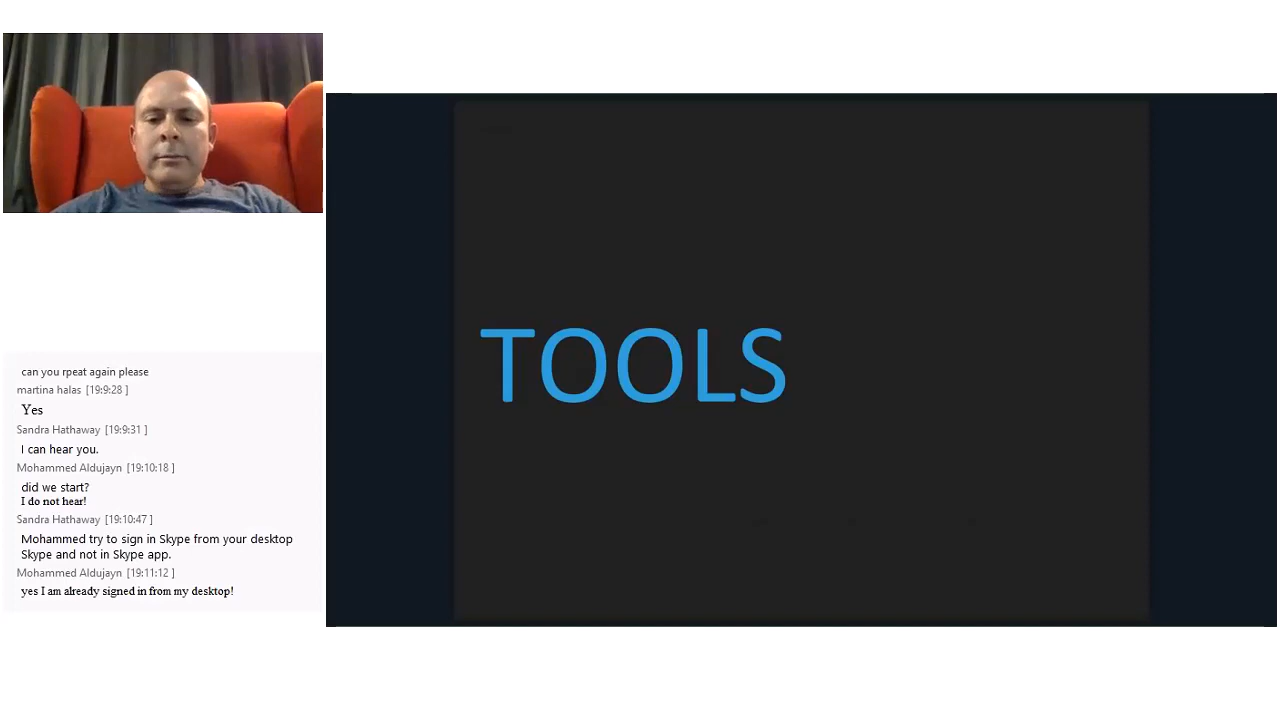 can you rpeat again please
martina halas [19:9:28 ]
Yes
Sandra Hathaway [19:9:31 ]
I can hear you.
Mohammed Aldujayn [19:10:18 ]
did we start?
I do not hear!
Sandra Hathaway [19:10:47 ]
Mohammed try to sign in Skype from your desktop
Skype and not in Skype app.
Mohammed Aldujayn [19:11:12 ]
yes I am already signed in from my desktop!
TOOLS